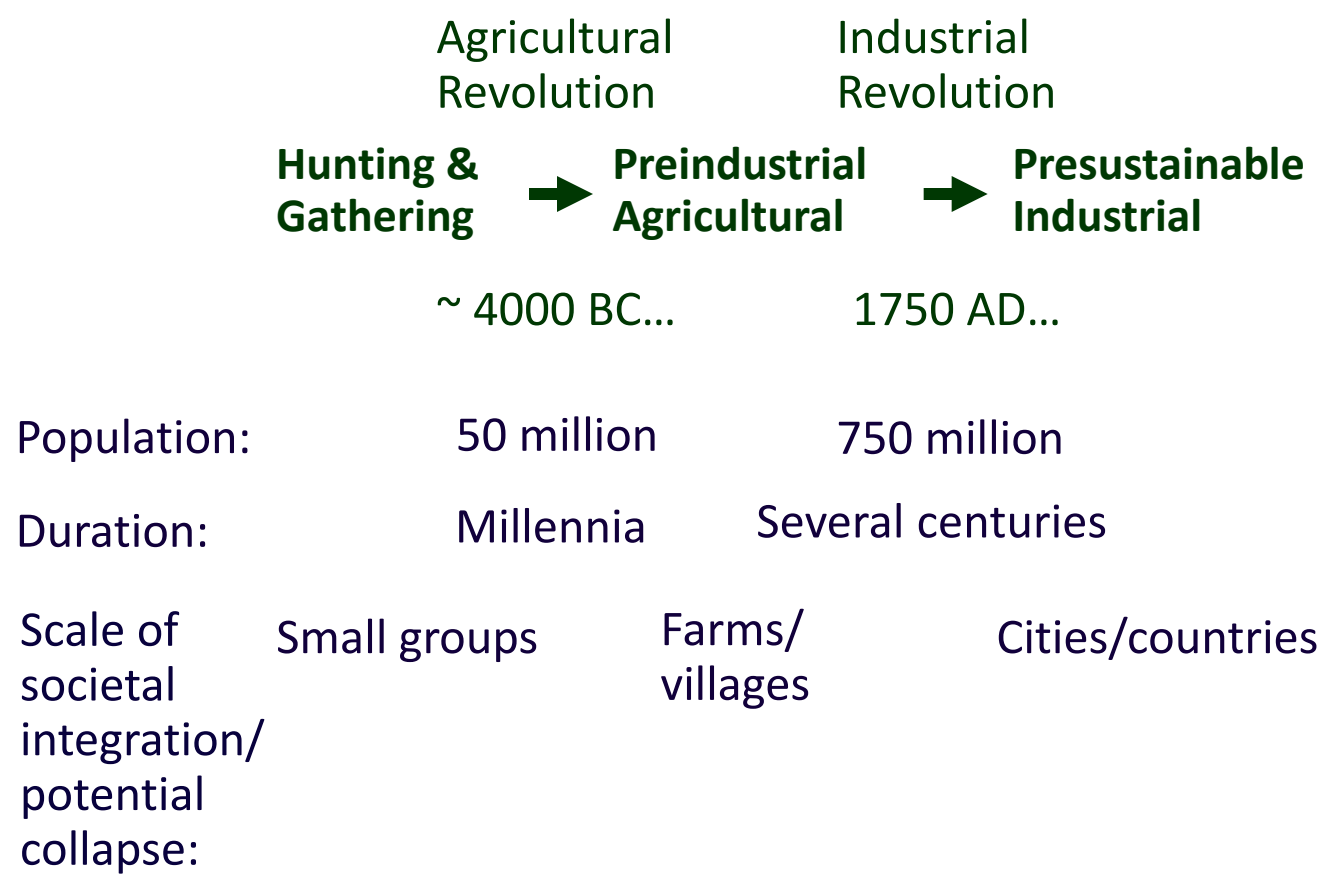 Agricultural Industrial
Revolution Revolution
Hunting & Preindustrial Presustainable
Gathering Agricultural Industrial
~ 4000 BC… 1750 AD…
Population: 50 million 750 million
Duration: Millennia Several centuries
Scale of Small groups Farms/ Cities/countries
societal villages
integration/
potential
collapse: